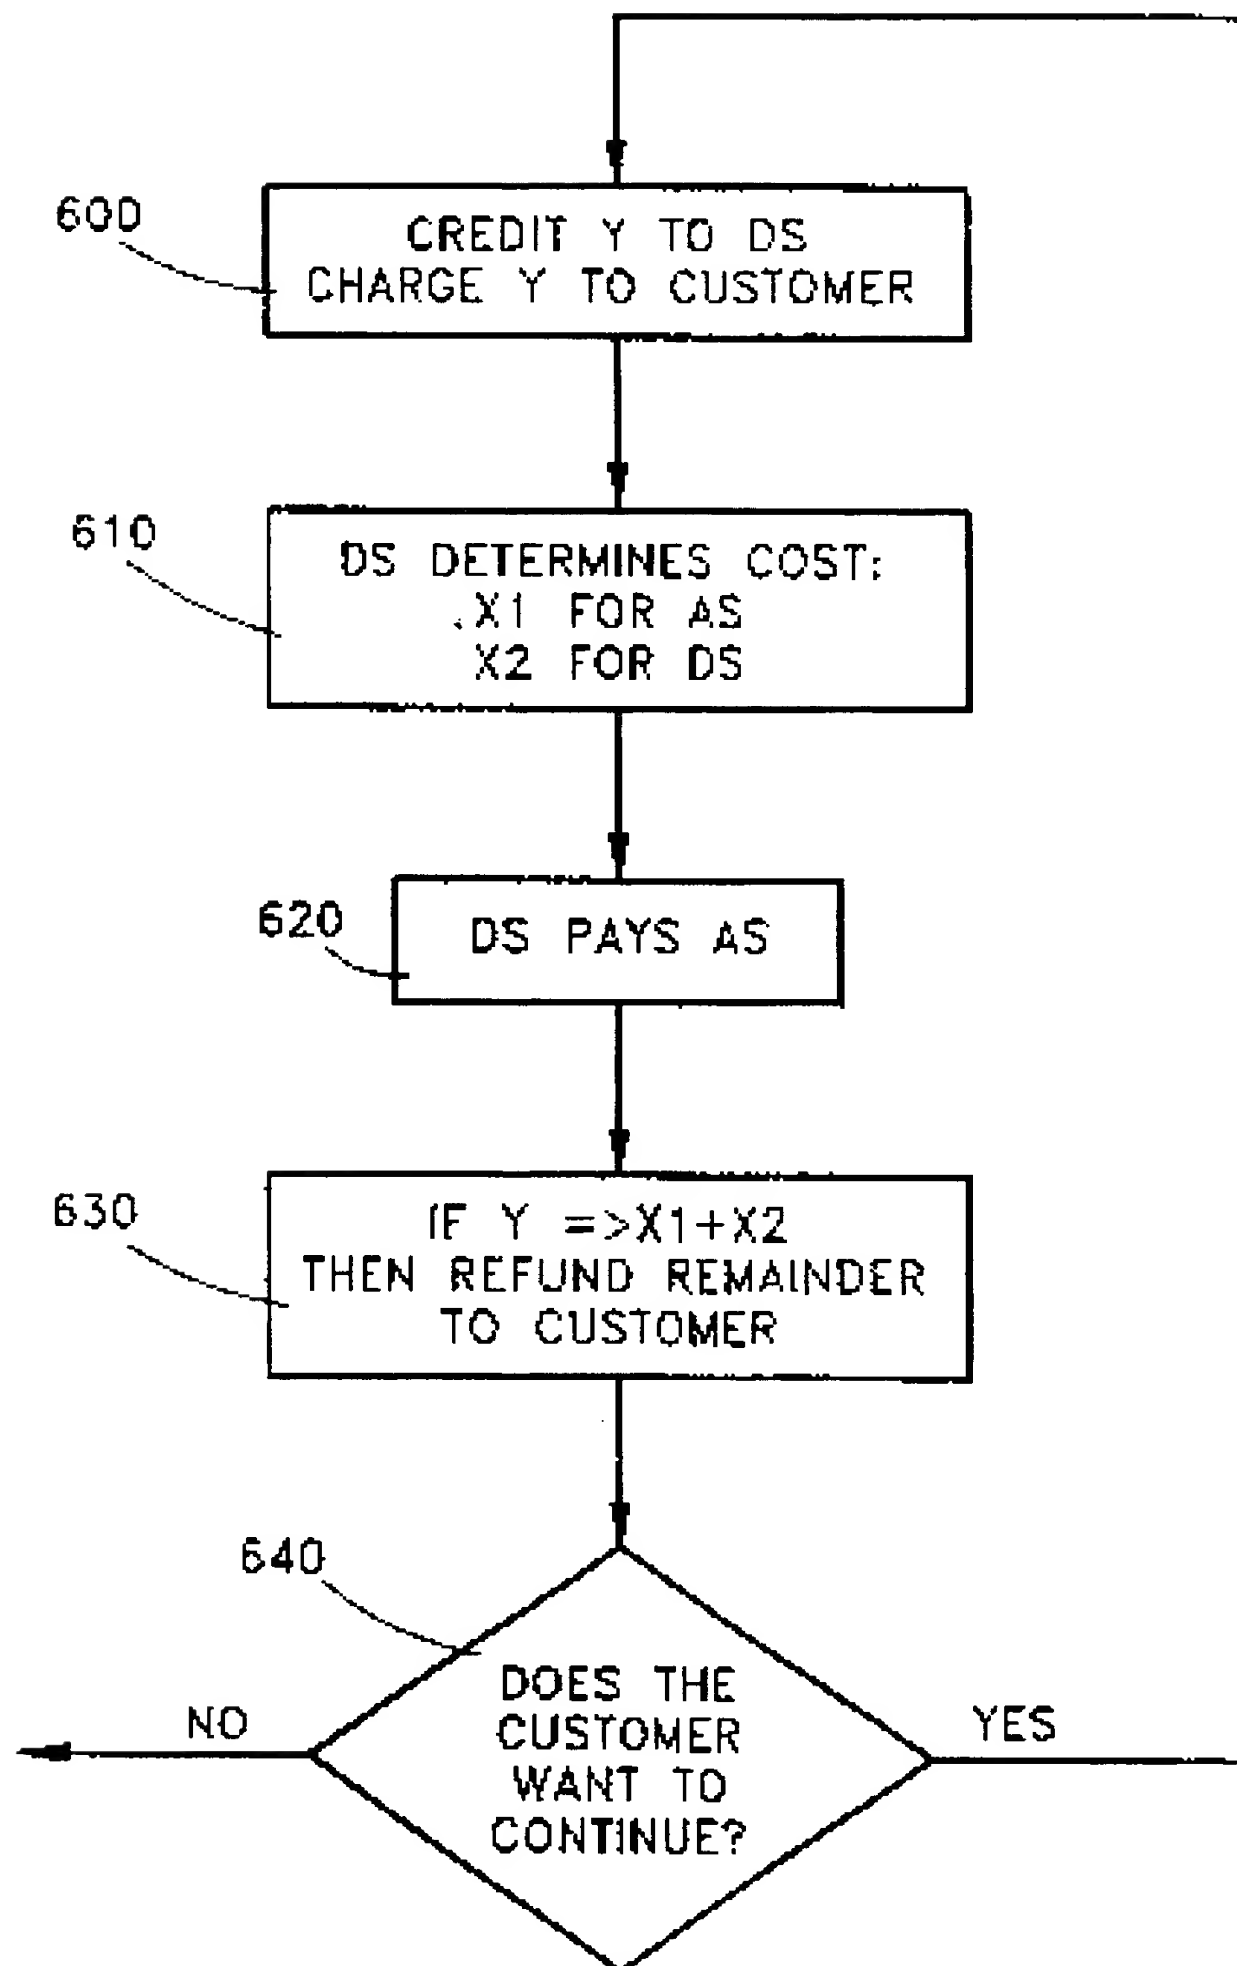 600
CREDIT Y TO DS
CHARGE Y TO CUSTOMER
610
DS DETERMINES COST:
X1 FOR AS
X2 FOR DS
620
DS PAYS AS
630
IF Y =>X1+X2
THEN REFUND REMAINDER
TO CUSTOMER
640
DOES THE
CUSTOMER
WANT TO
CONTINUE?
NO
YES